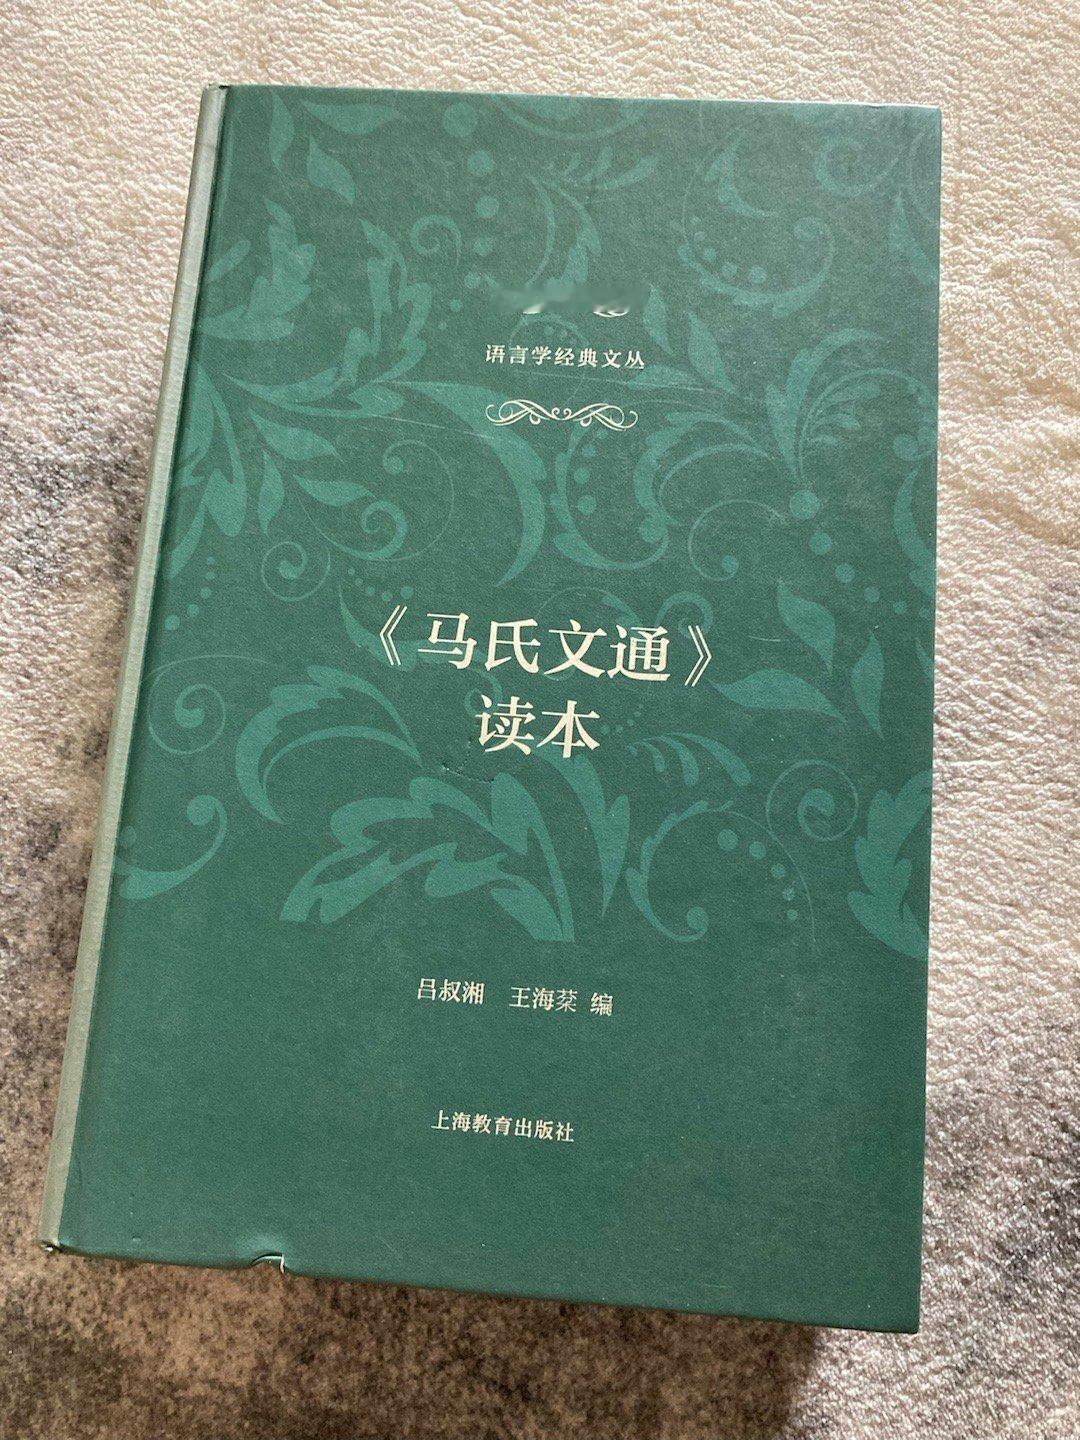 语言学经典文丛
《马氏文通》
读本
吕叔湘 王海棻 编
上海教育出版社